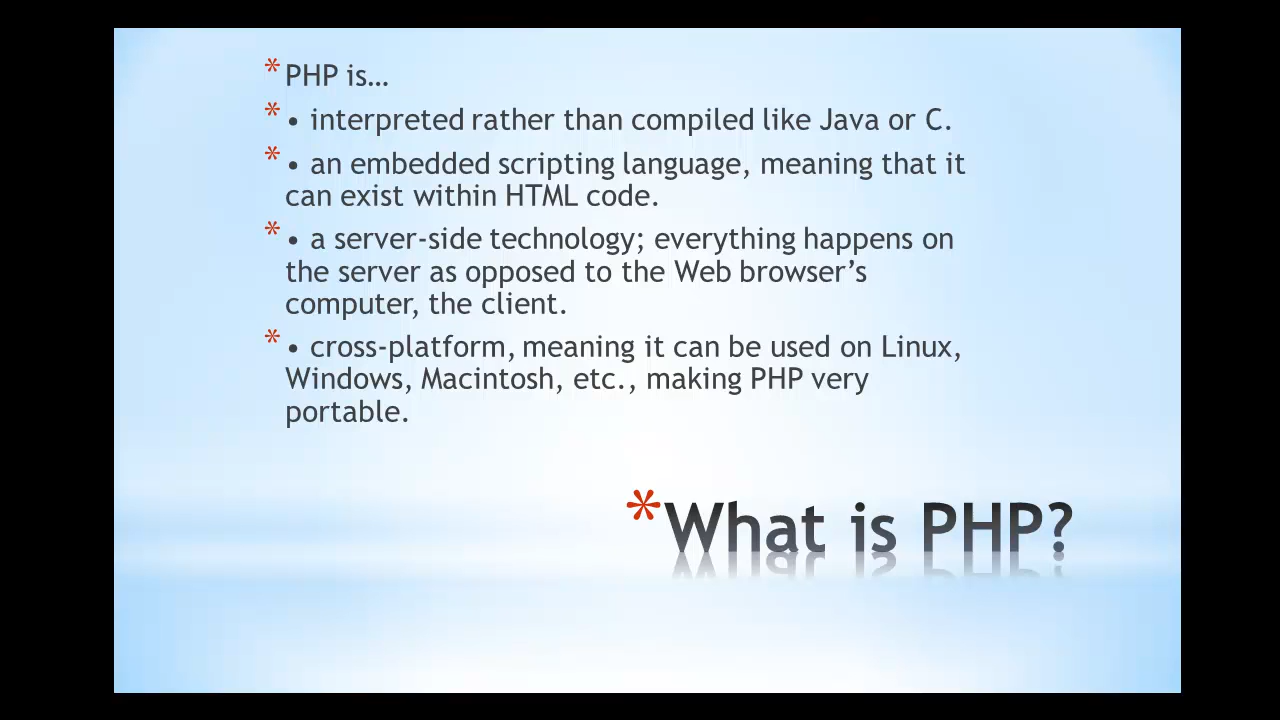 * PHP is…
* • interpreted rather than compiled like Java or C.
* • an embedded scripting language, meaning that it
can exist within HTML code.
* • a server-side technology; everything happens on
the server as opposed to the Web browser’s
computer, the client.
* • cross-platform, meaning it can be used on Linux,
Windows, Macintosh, etc., making PHP very
portable.
*What is PHP?